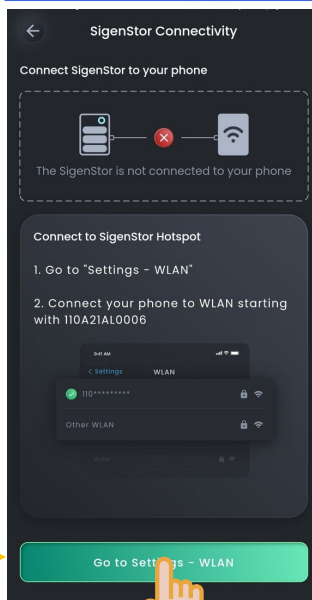 SigenStor Connectivity
Connect SigenStor to your phone
The SigenStor is not connected to your phone
Connect to SigenStor Hotspot
1. Go to "Settings - WLAN"
2. Connect your phone to WLAN starting
with 110A21AL0006
9:41 AM
< Settings WLAN
110*********
Other WLAN
WLAN
Go to Settings - WLAN